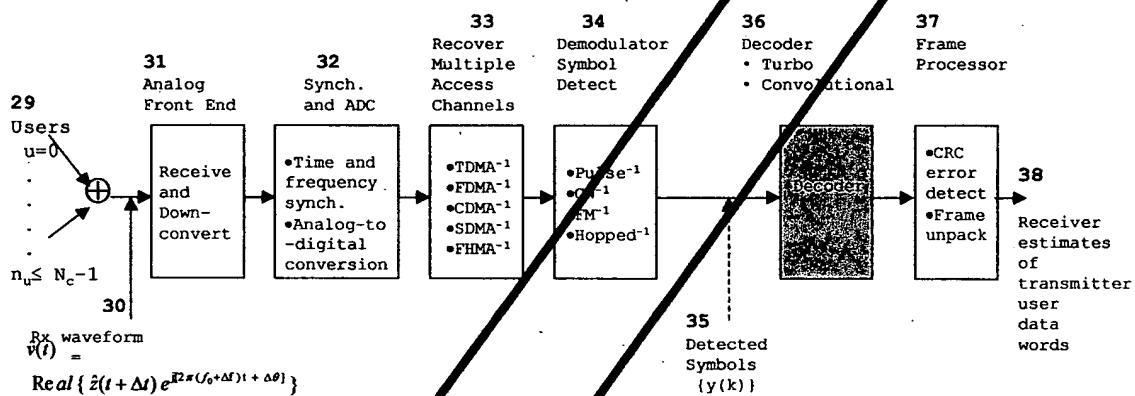 31
Analog
Front End
32
Synch.
and ADC
33
Recover
Multiple
Access
Channels
34
Demodulator
Symbol
Detect
36
Decoder
• Turbo
• Convolutional
37
Frame
Processor
29
Users
u=0
n_u ≤ N_c-1
Receive
and
Down-
convert
•Time and
frequency
synch.
•Analog-to
-digital
conversion
•TDMA⁻¹
•FDMA⁻¹
•CDMA⁻¹
•SDMA⁻¹
•FHMA⁻¹
•Pulse⁻¹
FM⁻¹
•Hopped⁻¹
Decoder
•CRC
error
detect
•Frame
unpack
38
Receiver
estimates
of
transmitter
user
data
words
30
Rx waveform
v(t) =
Real{ ẑ(t+Δt) e^{j[2π(f₀+Δf)t + Δθ]} }
35
Detected
Symbols
{y(k)}